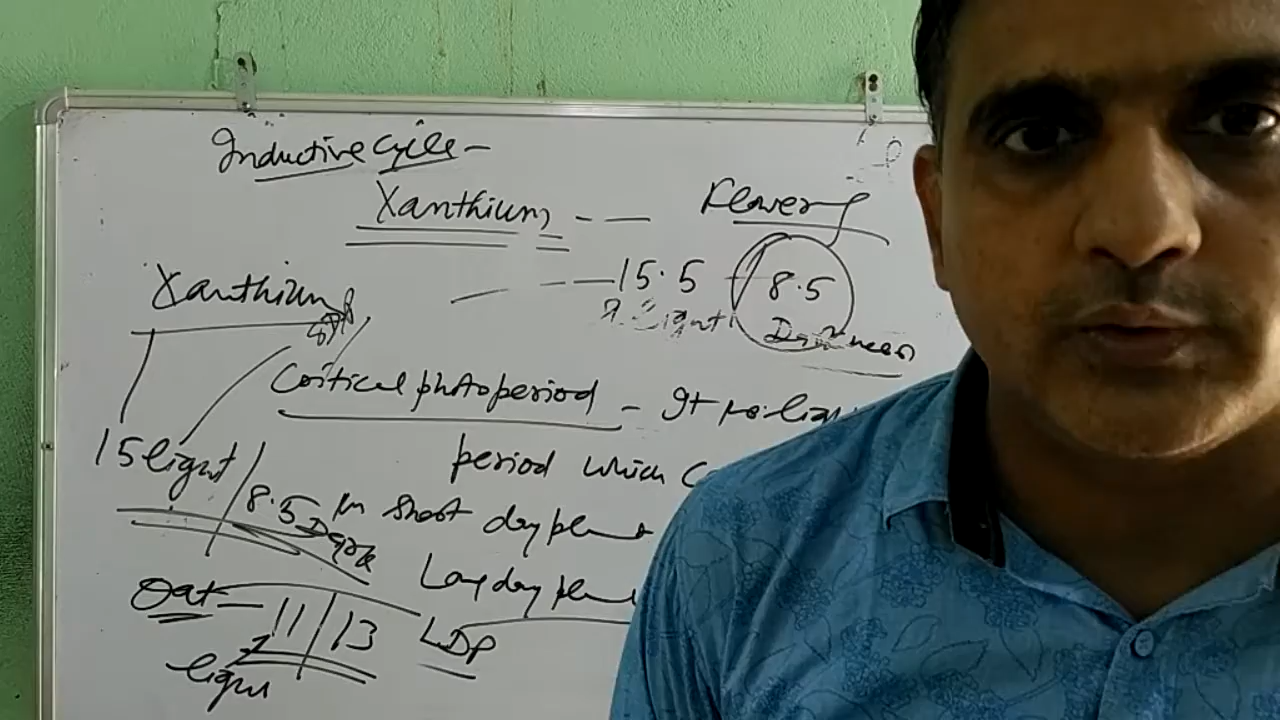 Inductive Cycle -
Xanthium, -- Flowering
-- 15.5 8.5
Light Darkness
Xanthium
Critical photoperiod - It
15 light / 8.5 Dark period which
In short day plant
Long day plant
Oat - 11/13 LDP
light